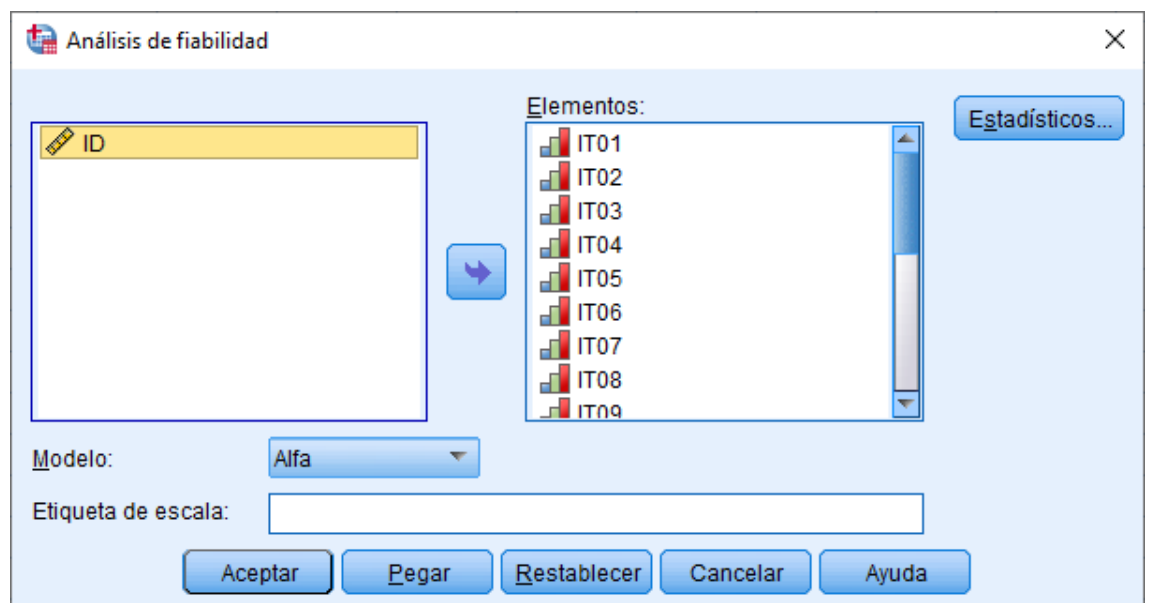 Análisis de fiabilidad
Elementos:
Estadísticos...
ID
IT01
IT02
IT03
IT04
IT05
IT06
IT07
IT08
IT09
Modelo:
Alfa
Etiqueta de escala:
Aceptar
Pegar
Restablecer
Cancelar
Ayuda